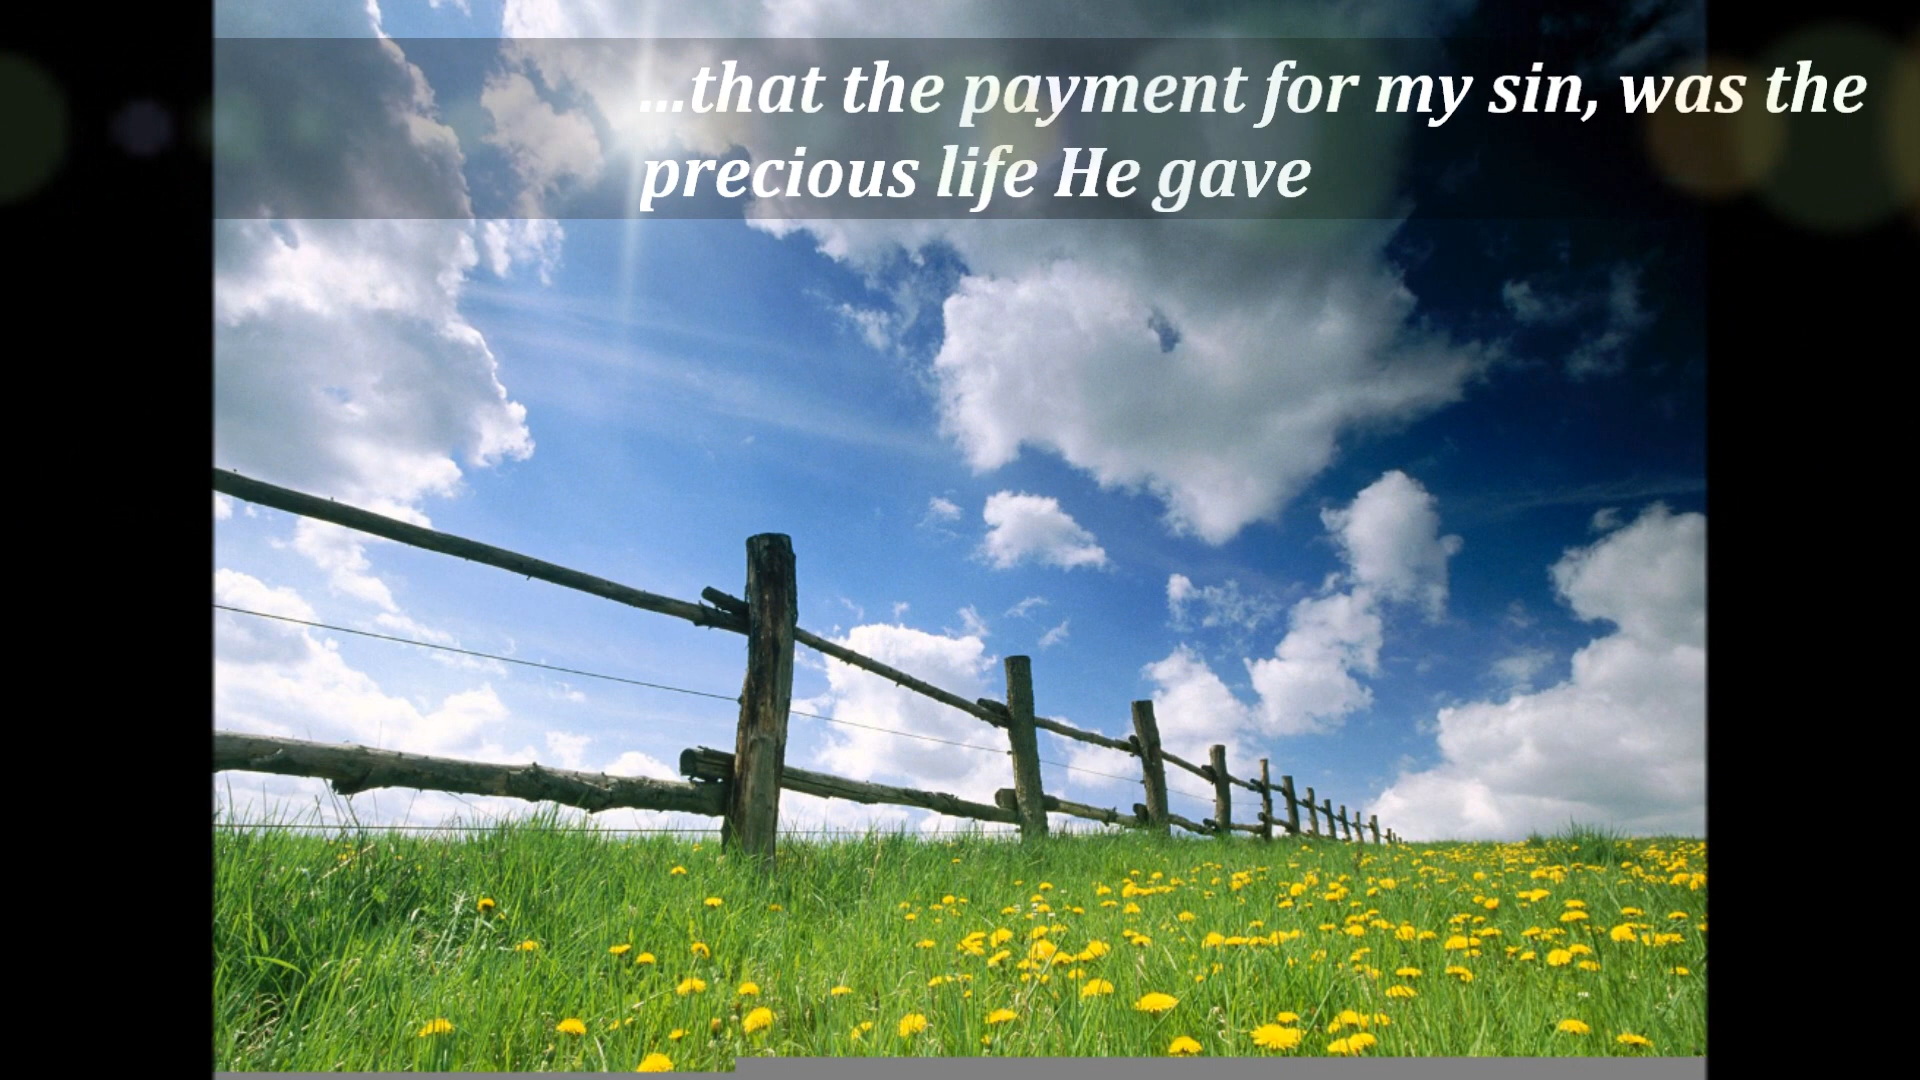 ...that the payment for my sin, was the
precious life He gave